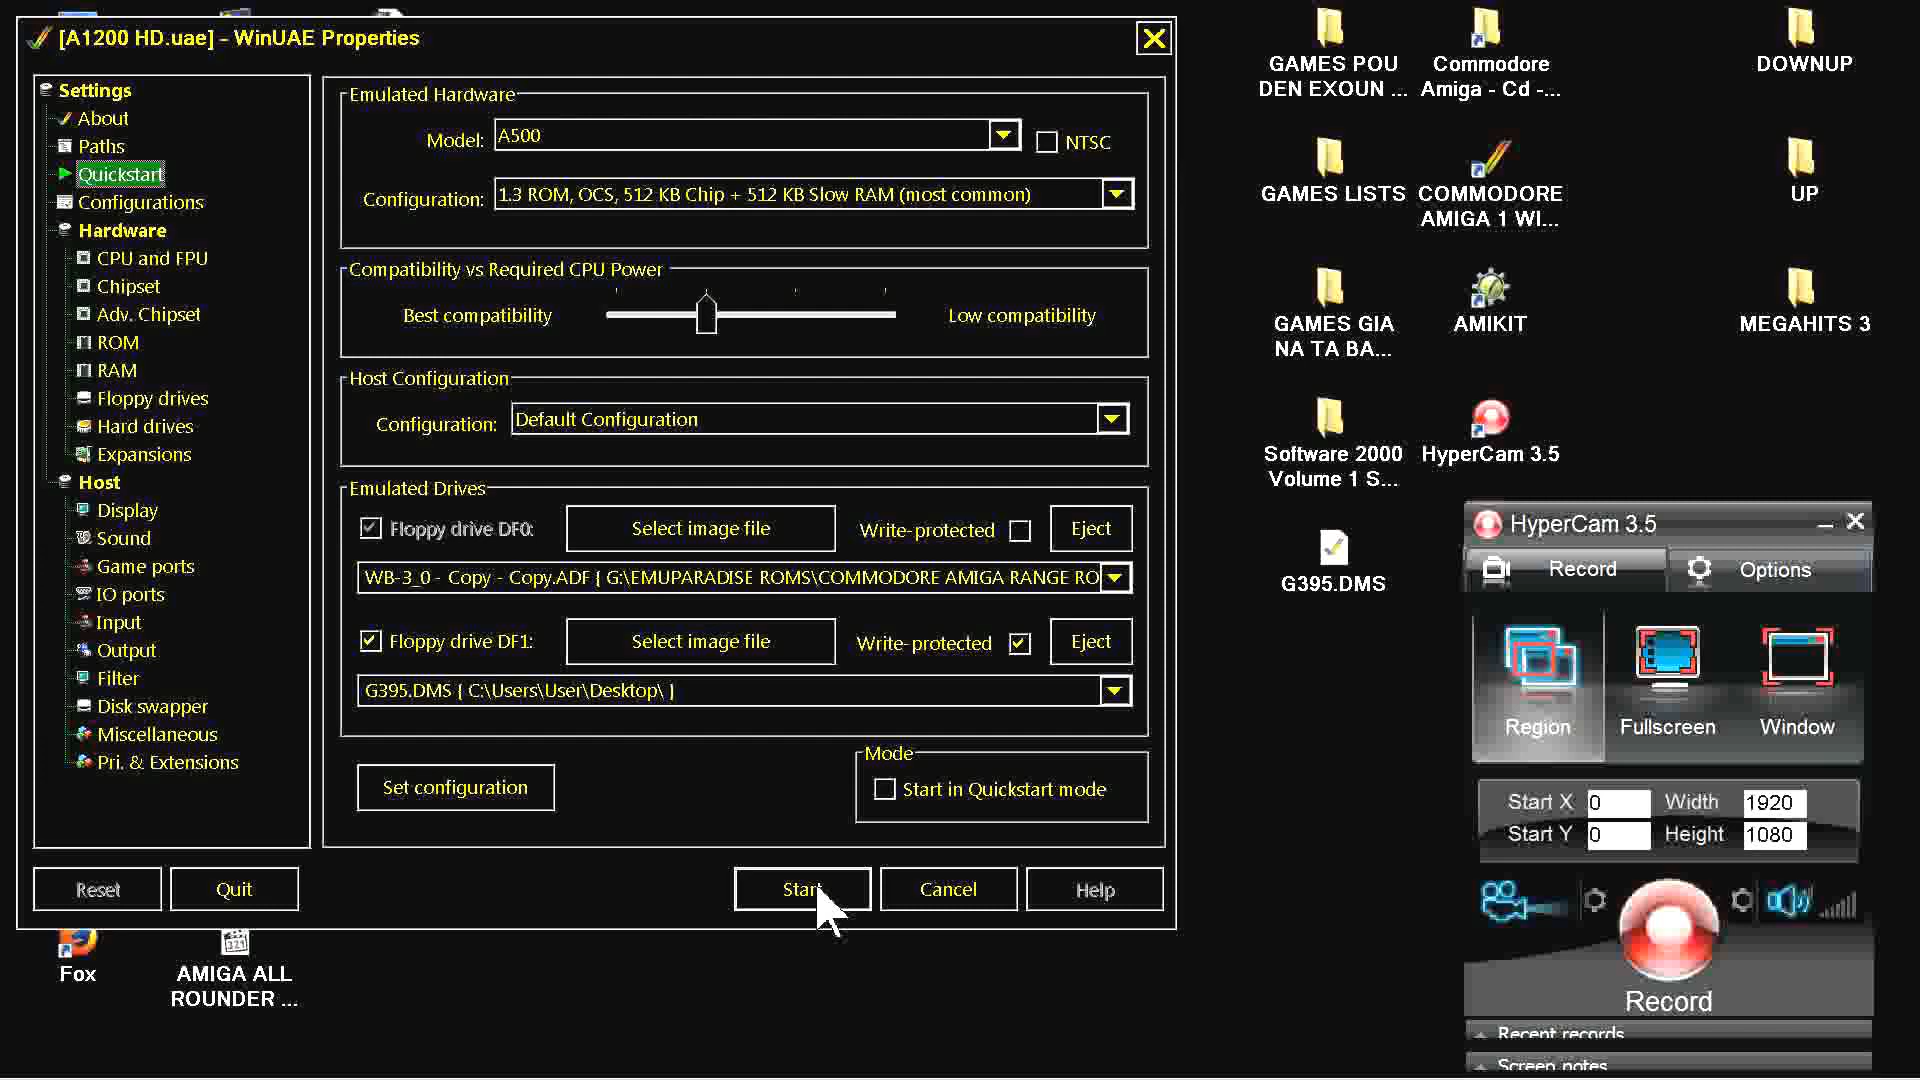 [A1200 HD.uae] - WinUAE Properties
Settings
About
Paths
Quickstart
Configurations
Hardware
CPU and FPU
Chipset
Adv. Chipset
ROM
RAM
Floppy drives
Hard drives
Expansions
Host
Display
Sound
Game ports
IO ports
Input
Output
Filter
Disk swapper
Miscellaneous
Pri. & Extensions
Emulated Hardware
Model: A500 NTSC
Configuration: 1.3 ROM, OCS, 512 KB Chip + 512 KB Slow RAM (most common)
Compatibility vs Required CPU Power
Best compatibility Low compatibility
Host Configuration
Configuration: Default Configuration
Emulated Drives
Floppy drive DF0: Select image file Write-protected Eject
WB-3_0 - Copy - Copy.ADF { G:\EMUPARADISE ROMS\COMMODORE AMIGA RANGE RO
Floppy drive DF1: Select image file Write-protected Eject
G395.DMS { C:\Users\User\Desktop\ }
Set configuration
Mode
Start in Quickstart mode
Reset Quit Start Cancel Help
Fox
AMIGA ALL
ROUNDER ...
GAMES POU
DEN EXOUN ...
Commodore
Amiga - Cd -...
DOWNUP
GAMES LISTS
COMMODORE
AMIGA 1 WI...
UP
GAMES GIA
NA TA BA...
AMIKIT
MEGAHITS 3
Software 2000
Volume 1 S...
HyperCam 3.5
G395.DMS
HyperCam 3.5
Record Options
Region Fullscreen Window
Start X 0 Width 1920
Start Y 0 Height 1080
Record
Recent records
Screen notes